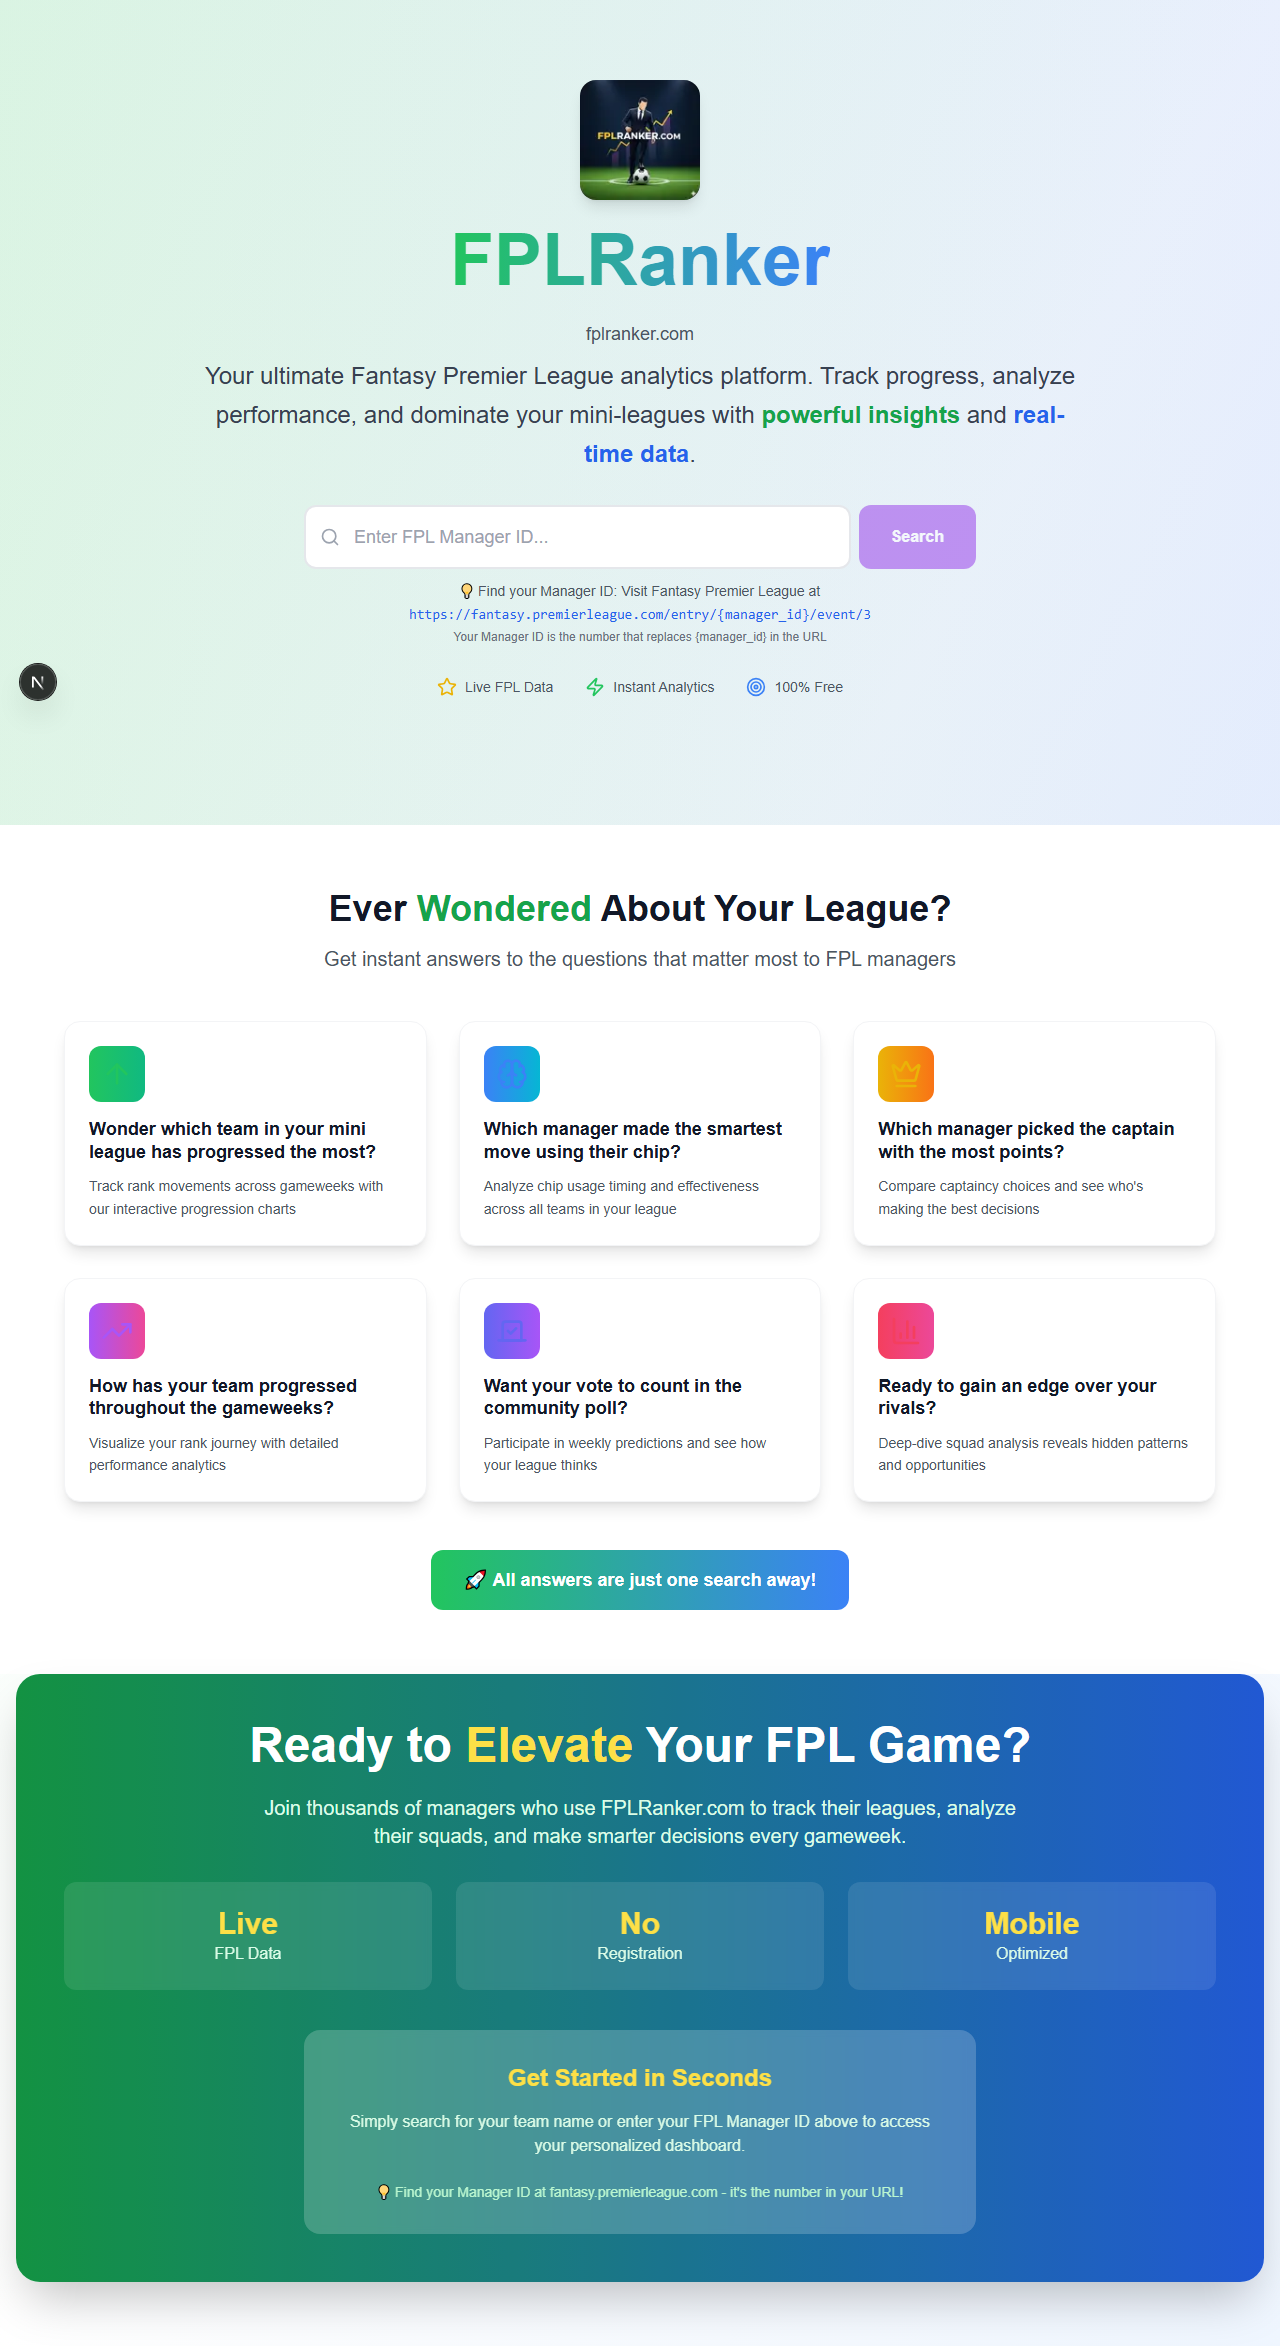 FPLRANKER.COM
FPLRanker
fplranker.com
Your ultimate Fantasy Premier League analytics platform. Track progress, analyze
performance, and dominate your mini-leagues with powerful insights and real-
time data.
Enter FPL Manager ID...
Search
💡 Find your Manager ID: Visit Fantasy Premier League at
https://fantasy.premierleague.com/entry/{manager_id}/event/3
Your Manager ID is the number that replaces {manager_id} in the URL
N
Live FPL Data
Instant Analytics
100% Free
Ever Wondered About Your League?
Get instant answers to the questions that matter most to FPL managers
Wonder which team in your mini
league has progressed the most?
Track rank movements across gameweeks with
our interactive progression charts
Which manager made the smartest
move using their chip?
Analyze chip usage timing and effectiveness
across all teams in your league
Which manager picked the captain
with the most points?
Compare captaincy choices and see who's
making the best decisions
How has your team progressed
throughout the gameweeks?
Visualize your rank journey with detailed
performance analytics
Want your vote to count in the
community poll?
Participate in weekly predictions and see how
your league thinks
Ready to gain an edge over your
rivals?
Deep-dive squad analysis reveals hidden patterns
and opportunities
🚀 All answers are just one search away!
Ready to Elevate Your FPL Game?
Join thousands of managers who use FPLRanker.com to track their leagues, analyze
their squads, and make smarter decisions every gameweek.
Live
FPL Data
No
Registration
Mobile
Optimized
Get Started in Seconds
Simply search for your team name or enter your FPL Manager ID above to access
your personalized dashboard.
💡 Find your Manager ID at fantasy.premierleague.com - it's the number in your URL!